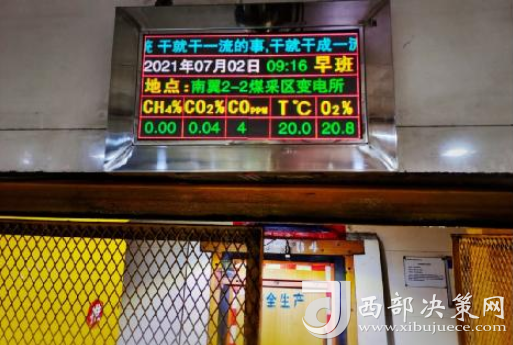 干就干一流的事,干就干成一流
2021年07月02日 09:16 早班
地点:南翼2-2煤采区变电所
CH4% CO2% COPPM T℃ O2%
0.00 0.04 4 20.0 20.8
全生产
西部决策网
www.xibujuece.com